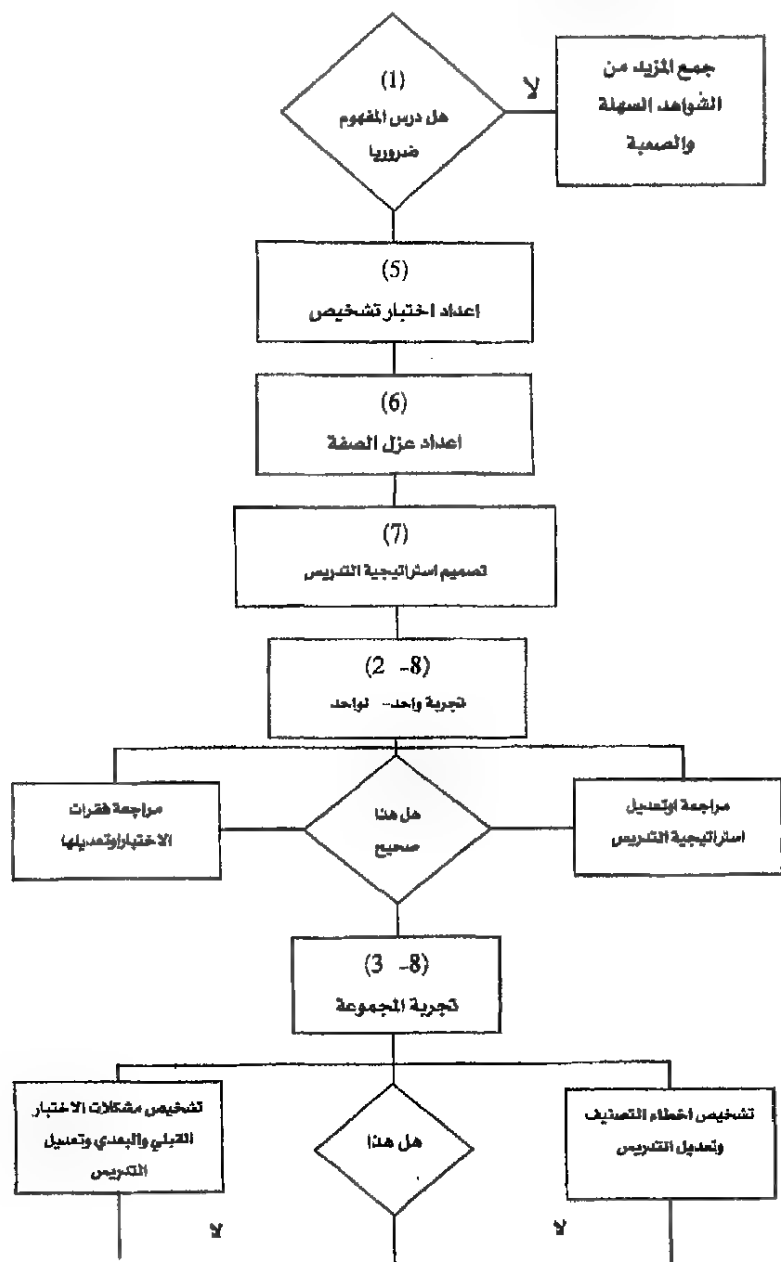 (1)
هل درس المفهوم
ضروريا
لا
جمع المزيد من
الشواهد السهلة
والصعبة
(5)
اعداد اختبار تشخيص
(6)
اعداد عزل الصفة
(7)
تصميم استراتيجية التدريس
(8- 2)
تجربة واحد- لواحد
مراجعة اوتعديل
استراتيجية التدريس
هل هذا
صحيح
مراجعة فقرات
الاختباراوتعديلها
(8- 3)
تجربة المجموعة
تشخيص اخطاء التصنيف
وتعديل التدريس
هل هذا
تشخيص مشكلات الاختبار
القبلي والبعدي وتعديل
التدريس
لا
لا